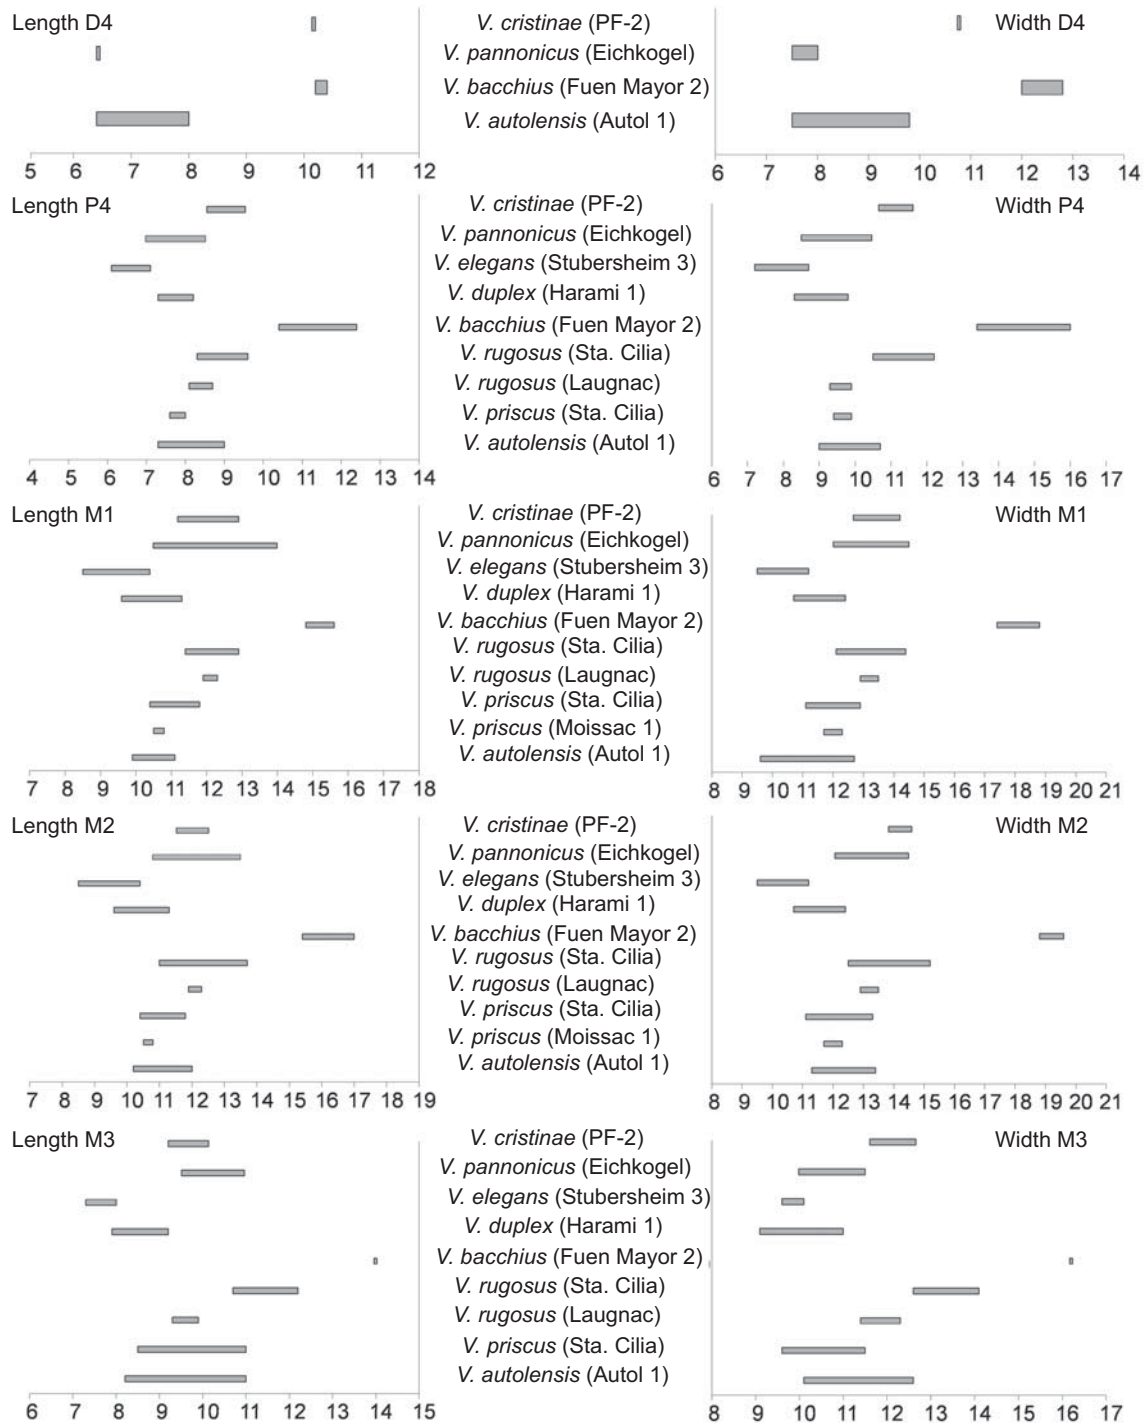 Length D4
V. cristinae (PF-2)
Width D4
V. pannonicus (Eichkogel)
V. bacchius (Fuen Mayor 2)
V. autolensis (Autol 1)
5 6 7 8 9 10 11 12
6 7 8 9 10 11 12 13 14
Length P4
V. cristinae (PF-2)
Width P4
V. pannonicus (Eichkogel)
V. elegans (Stubersheim 3)
V. duplex (Harami 1)
V. bacchius (Fuen Mayor 2)
V. rugosus (Sta. Cilia)
V. rugosus (Laugnac)
V. priscus (Sta. Cilia)
V. autolensis (Autol 1)
4 5 6 7 8 9 10 11 12 13 14
6 7 8 9 10 11 12 13 14 15 16 17
Length M1
V. cristinae (PF-2)
Width M1
V. pannonicus (Eichkogel)
V. elegans (Stubersheim 3)
V. duplex (Harami 1)
V. bacchius (Fuen Mayor 2)
V. rugosus (Sta. Cilia)
V. rugosus (Laugnac)
V. priscus (Sta. Cilia)
V. priscus (Moissac 1)
V. autolensis (Autol 1)
7 8 9 10 11 12 13 14 15 16 17 18
8 9 10 11 12 13 14 15 16 17 18 19 20 21
Length M2
V. cristinae (PF-2)
Width M2
V. pannonicus (Eichkogel)
V. elegans (Stubersheim 3)
V. duplex (Harami 1)
V. bacchius (Fuen Mayor 2)
V. rugosus (Sta. Cilia)
V. rugosus (Laugnac)
V. priscus (Sta. Cilia)
V. priscus (Moissac 1)
V. autolensis (Autol 1)
7 8 9 10 11 12 13 14 15 16 17 18 19
8 9 10 11 12 13 14 15 16 17 18 19 20 21
Length M3
V. cristinae (PF-2)
Width M3
V. pannonicus (Eichkogel)
V. elegans (Stubersheim 3)
V. duplex (Harami 1)
V. bacchius (Fuen Mayor 2)
V. rugosus (Sta. Cilia)
V. rugosus (Laugnac)
V. priscus (Sta. Cilia)
V. autolensis (Autol 1)
6 7 8 9 10 11 12 13 14 15
8 9 10 11 12 13 14 15 16 17